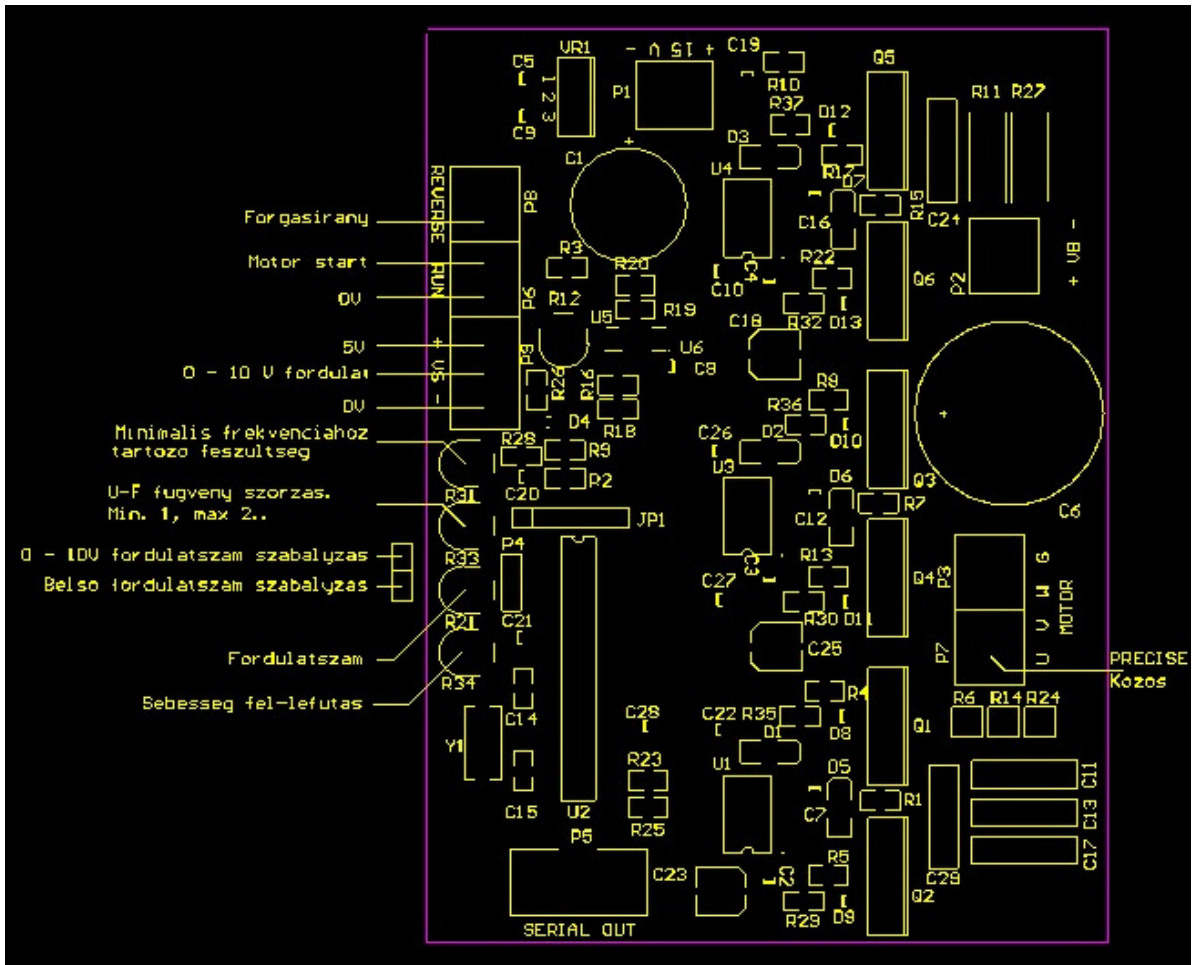 + 15 V -
C19
VR1
Q5
C5
P1
R10
R11
R27
1 2 3
R37
C9
D12
D3
C1
+
R17
U4
D7
REVERSE
P8
R15
C16
C24
Forgasirany
+ VB -
R3
R20
R22
Motor start
RUN
C4
C10
P2
Q6
0V
P6
R12
R19
U5
C18
R32
D13
5V
+ VS -
P9
U6
C8
0 - 10 V fordulat
R26
R16
R8
0V
D4
R18
R36
+
Minimalis frekvenciahoz
tartozo feszultseg
R28
R9
C26
D2
D10
R2
U3
D6
Q3
R31
C20
U-F fugveny szorzas.
Min. 1, max 2..
C12
R7
C6
JP1
0 - 10V fordulatszam szabalyzas
R33
P4
R13
C3
Q4
P3
G
Belso fordulatszam szabalyzas
C27
W
MOTOR
R21
C21
R30
D11
V
Fordulatszam
C25
P7
U
PRECISE
Kozos
R34
Sebesseg fel-lefutas
C14
R4
R6
R14
R24
C28
C22
R35
D8
Q1
Y1
D1
R23
U1
D5
C11
C15
U2
R25
C7
R1
C13
P5
C17
C23
C2
R5
C29
Q2
R29
D9
SERIAL OUT